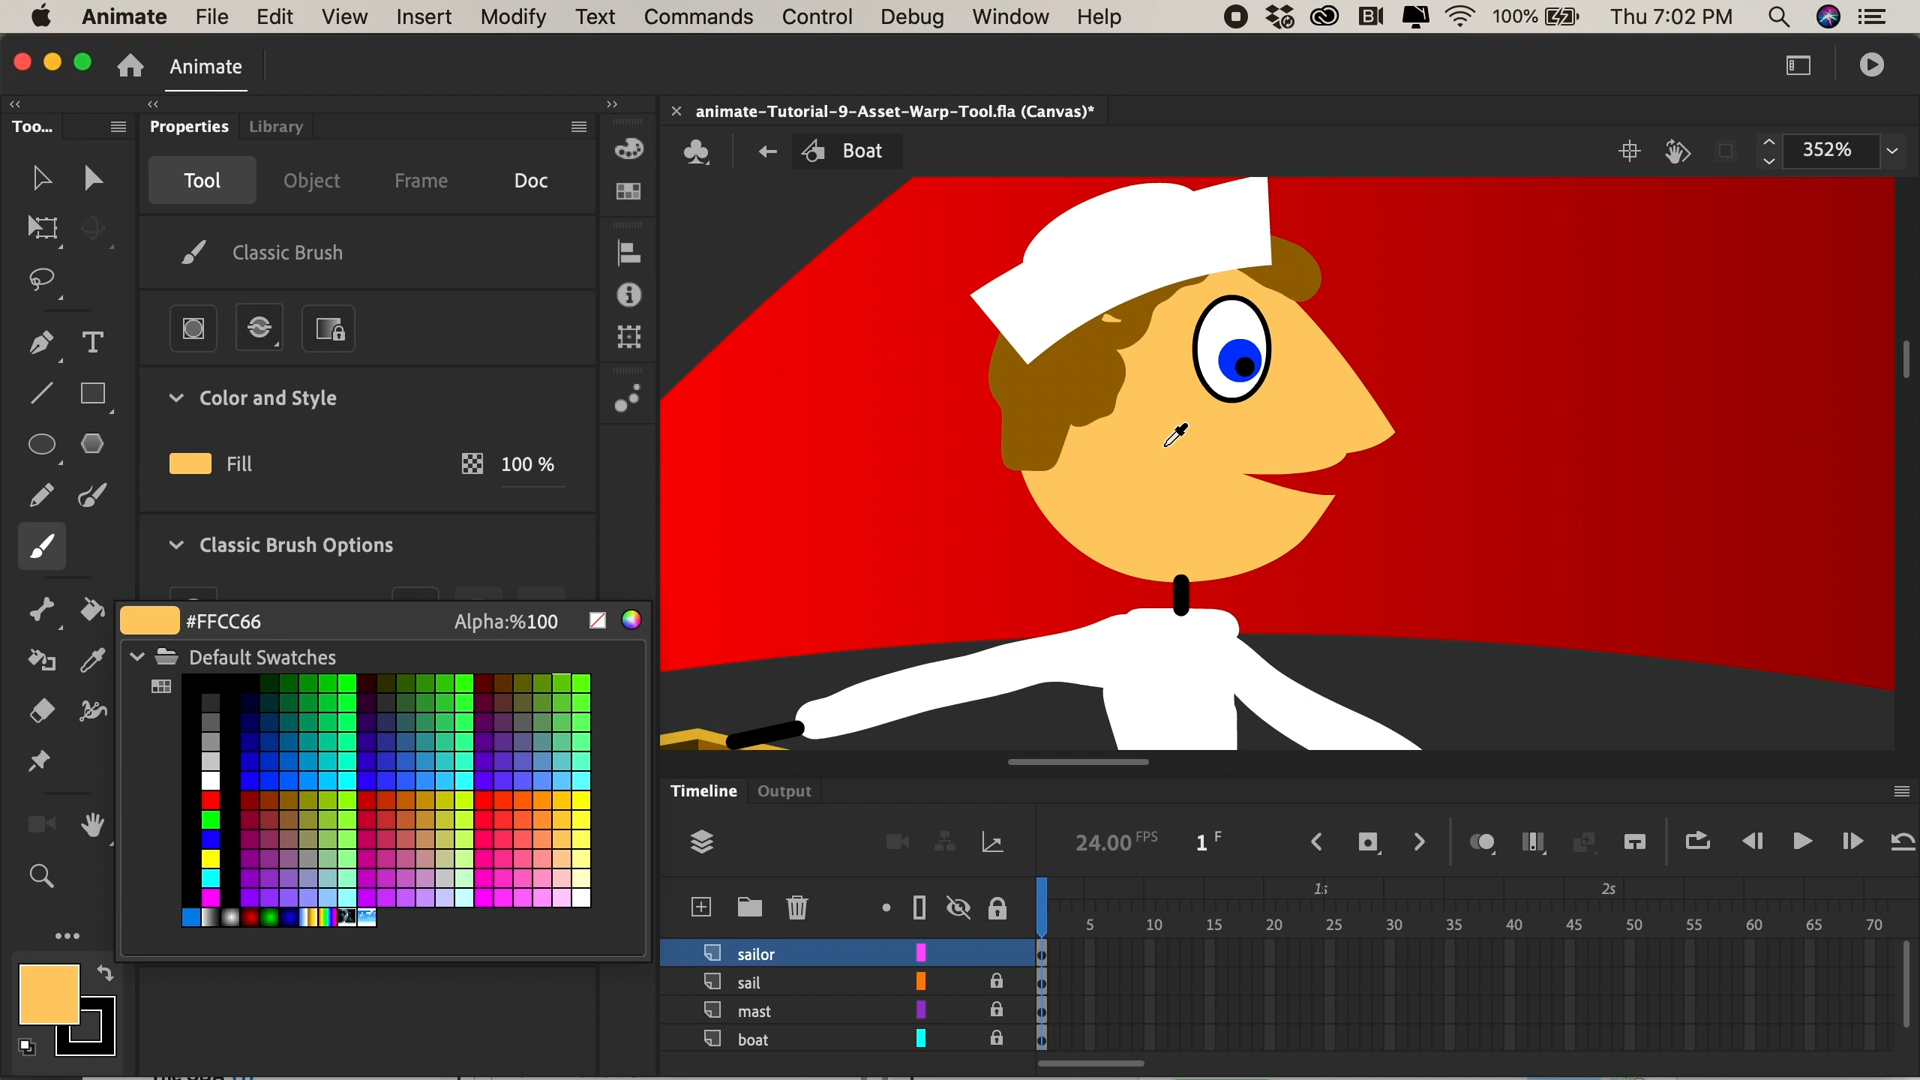 Animate File Edit View Insert Modify Text Commands Control Debug Window Help 100% Thu 7:02 PM
Animate
Too... Properties Library animate-Tutorial-9-Asset-Warp-Tool.fla (Canvas)*
Boat 352%
Tool Object Frame Doc
Classic Brush
Color and Style
Fill 100 %
Classic Brush Options
#FFCC66 Alpha:%100
Default Swatches
Timeline Output
24.00 FPS 1 F
1s 2s
5 10 15 20 25 30 35 40 45 50 55 60 65 70
sailor
sail
mast
boat